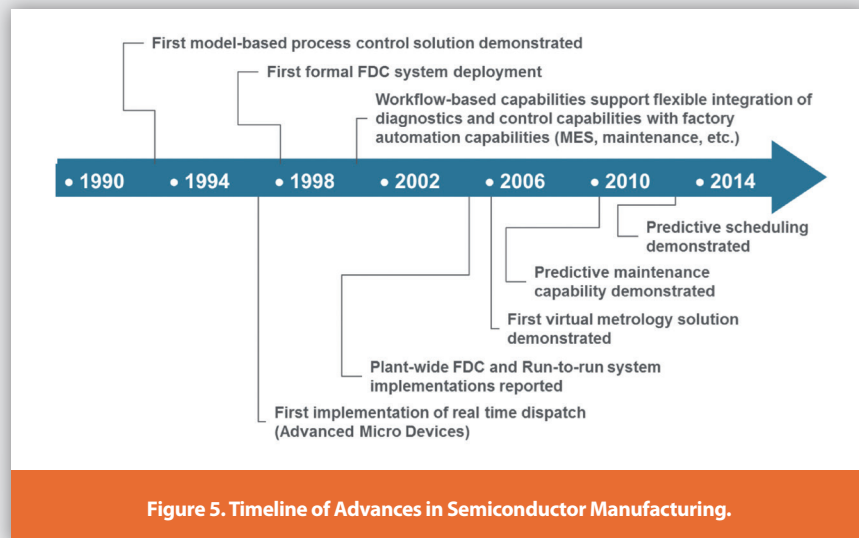 First model-based process control solution demonstrated
First formal FDC system deployment
Workflow-based capabilities support flexible integration of
diagnostics and control capabilities with factory
automation capabilities (MES, maintenance, etc.)
• 1990 • 1994 • 1998 • 2002 • 2006 • 2010 • 2014
Predictive scheduling
demonstrated
Predictive maintenance
capability demonstrated
First virtual metrology solution
demonstrated
Plant-wide FDC and Run-to-run system
implementations reported
First implementation of real time dispatch
(Advanced Micro Devices)
Figure 5. Timeline of Advances in Semiconductor Manufacturing.